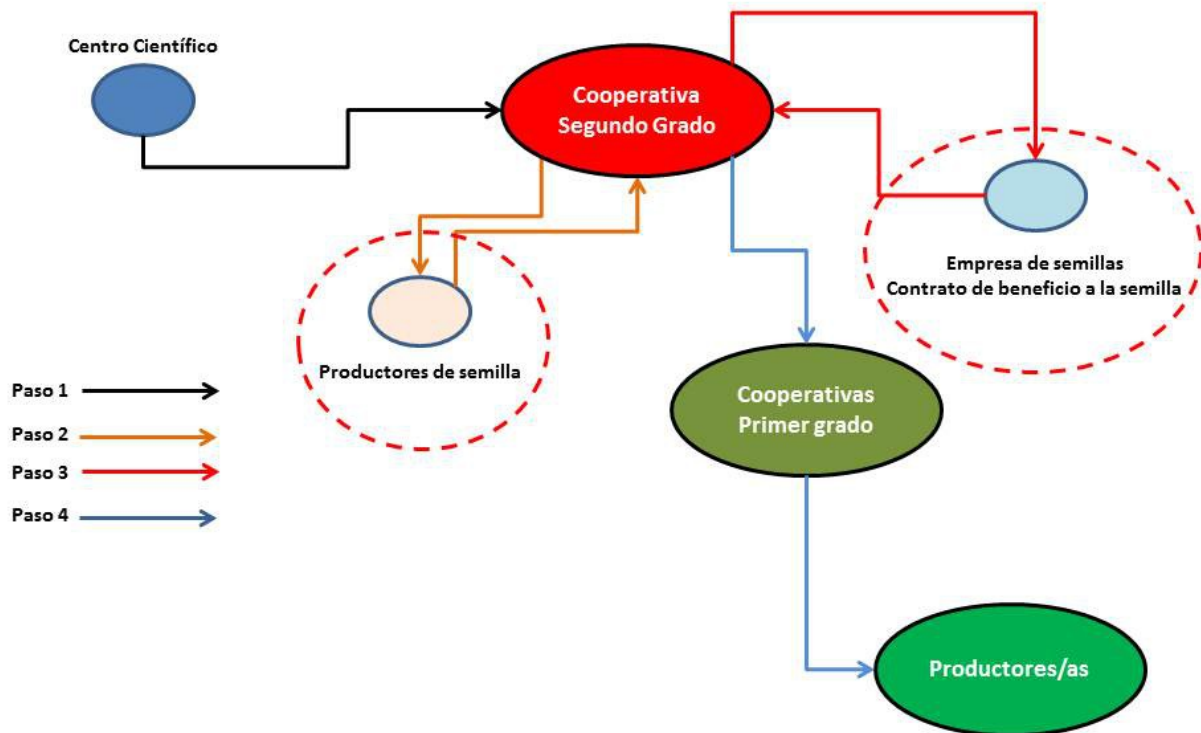 Centro Científico
Cooperativa
Segundo Grado
Empresa de semillas
Contrato de beneficio a la semilla
Productores de semilla
Cooperativas
Primer grado
Paso 1
Paso 2
Paso 3
Paso 4
Productores/as